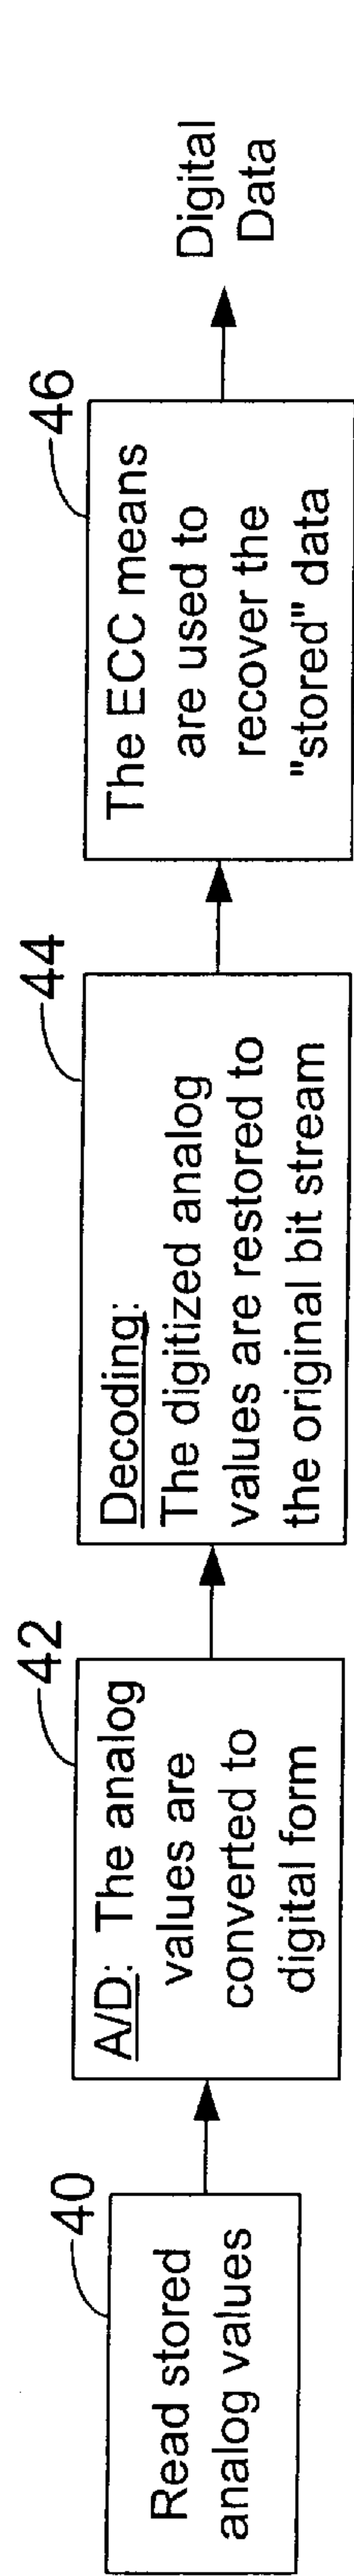 40
Read stored
analog values
42
A/D: The analog
values are
converted to
digital form
44
Decoding:
The digitized analog
values are restored to
the original bit stream
46
The ECC means
are used to
recover the
"stored" data
Digital
Data